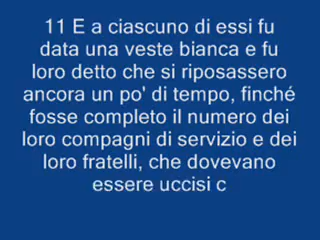 11 E a ciascuno di essi fu
data una veste bianca e fu
loro detto che si riposassero
ancora un po' di tempo, finché
fosse completo il numero dei
loro compagni di servizio e dei
loro fratelli, che dovevano
essere uccisi c